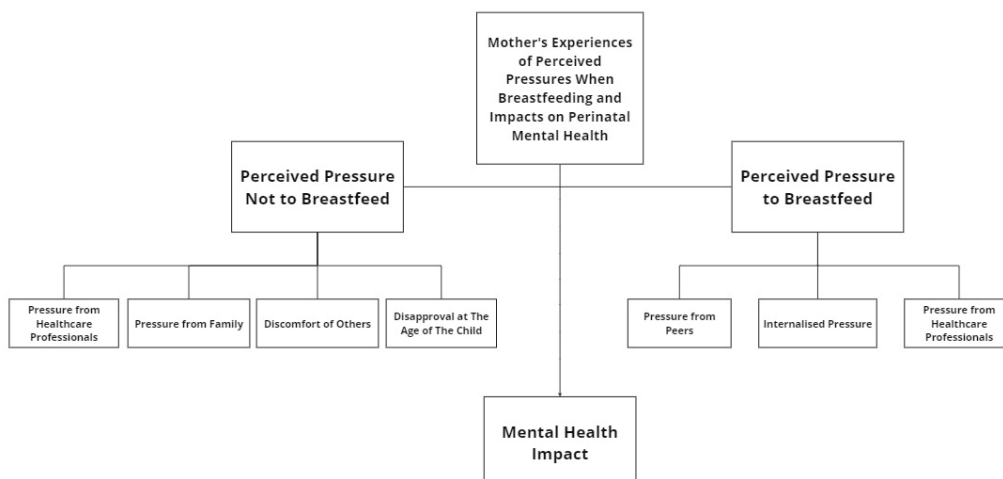 Mother's Experiences
of Perceived
Pressures When
Breastfeeding and
Impacts on Perinatal
Mental Health
Perceived Pressure
Not to Breastfeed
Perceived Pressure
to Breastfeed
Pressure from
Healthcare
Professionals
Pressure from Family
Discomfort of Others
Disapproval at The
Age of The Child
Pressure from
Peers
Internalised Pressure
Pressure from
Healthcare
Professionals
Mental Health
Impact